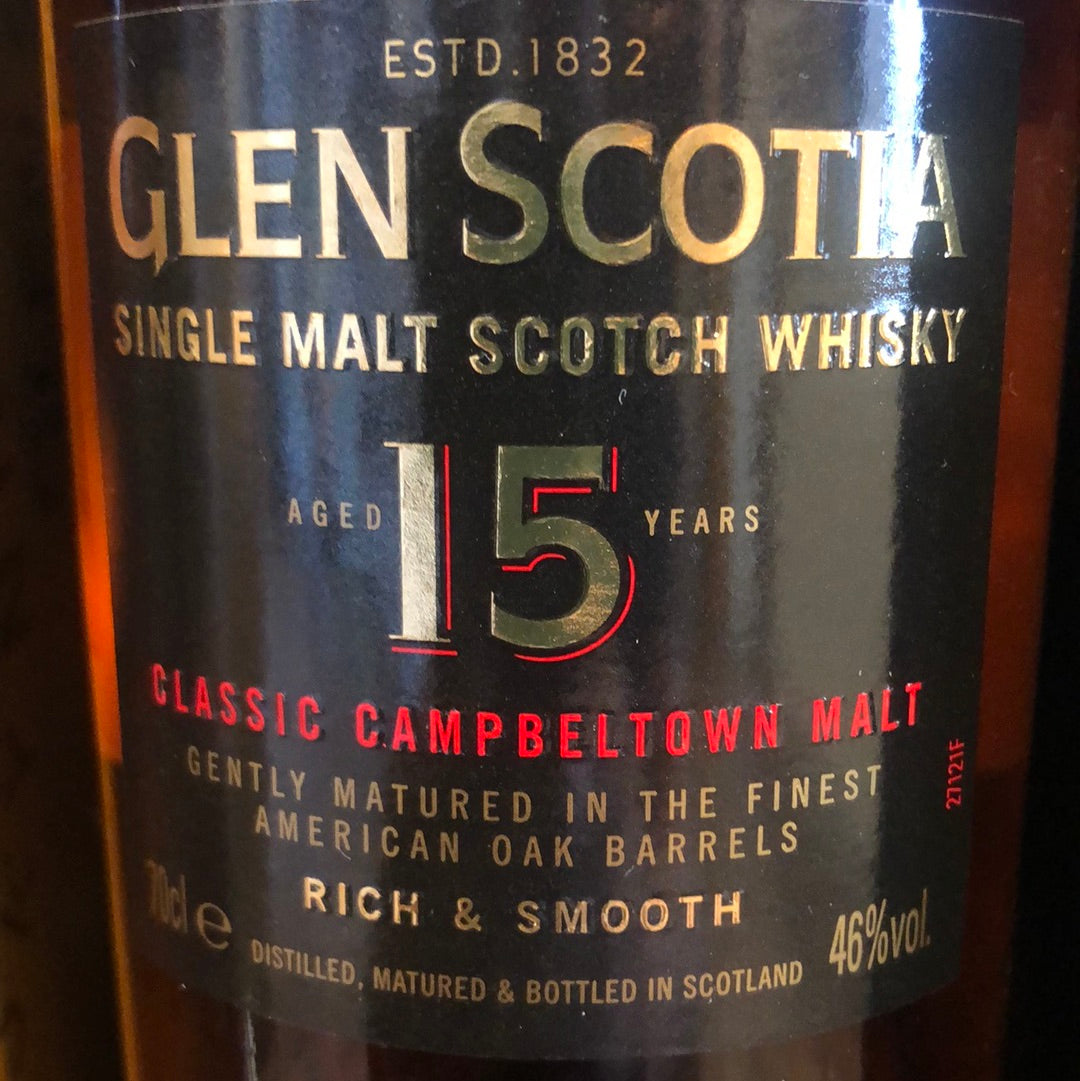 ESTD.1832
GLEN SCOTIA
SINGLE MALT SCOTCH WHISKY
AGED 15 YEARS
CLASSIC CAMPBELTOWN MALT
GENTLY MATURED IN THE FINEST
AMERICAN OAK BARRELS
RICH & SMOOTH
70cl e
46%vol.
DISTILLED, MATURED & BOTTLED IN SCOTLAND
27121F